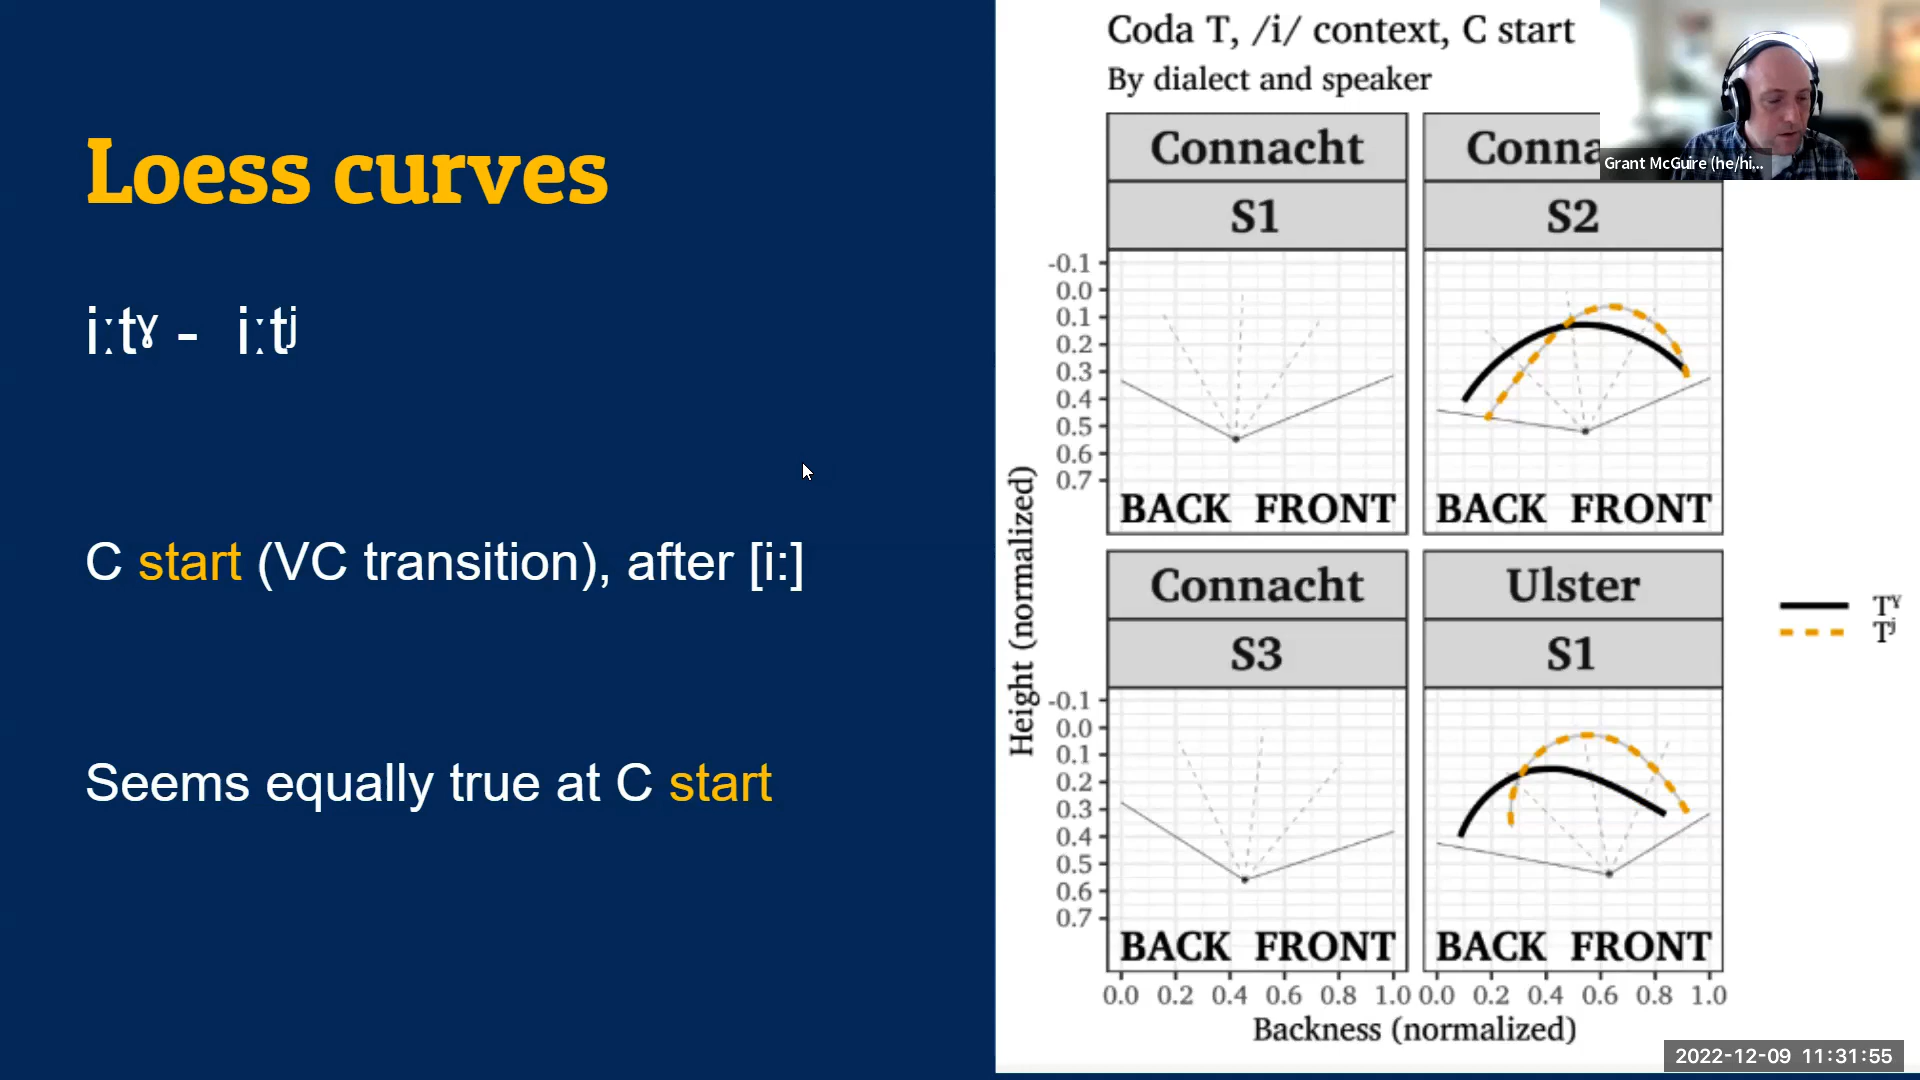 Loess curves
iːtˠ - iːtʲ
C start (VC transition), after [i:]
Seems equally true at C start
Coda T, /i/ context, C start
By dialect and speaker
Connacht
S1
Conna
S2
-0.1
0.0
0.1
0.2
0.3
0.4
0.5
0.6
0.7
BACK FRONT
BACK FRONT
Connacht
S3
Ulster
S1
-0.1
0.0
0.1
0.2
0.3
0.4
0.5
0.6
0.7
BACK FRONT
BACK FRONT
0.0 0.2 0.4 0.6 0.8 1.0
0.0 0.2 0.4 0.6 0.8 1.0
Height (normalized)
Backness (normalized)
Tˠ
Tʲ
Grant McGuire (he/hi...
2022-12-09 11:31:55